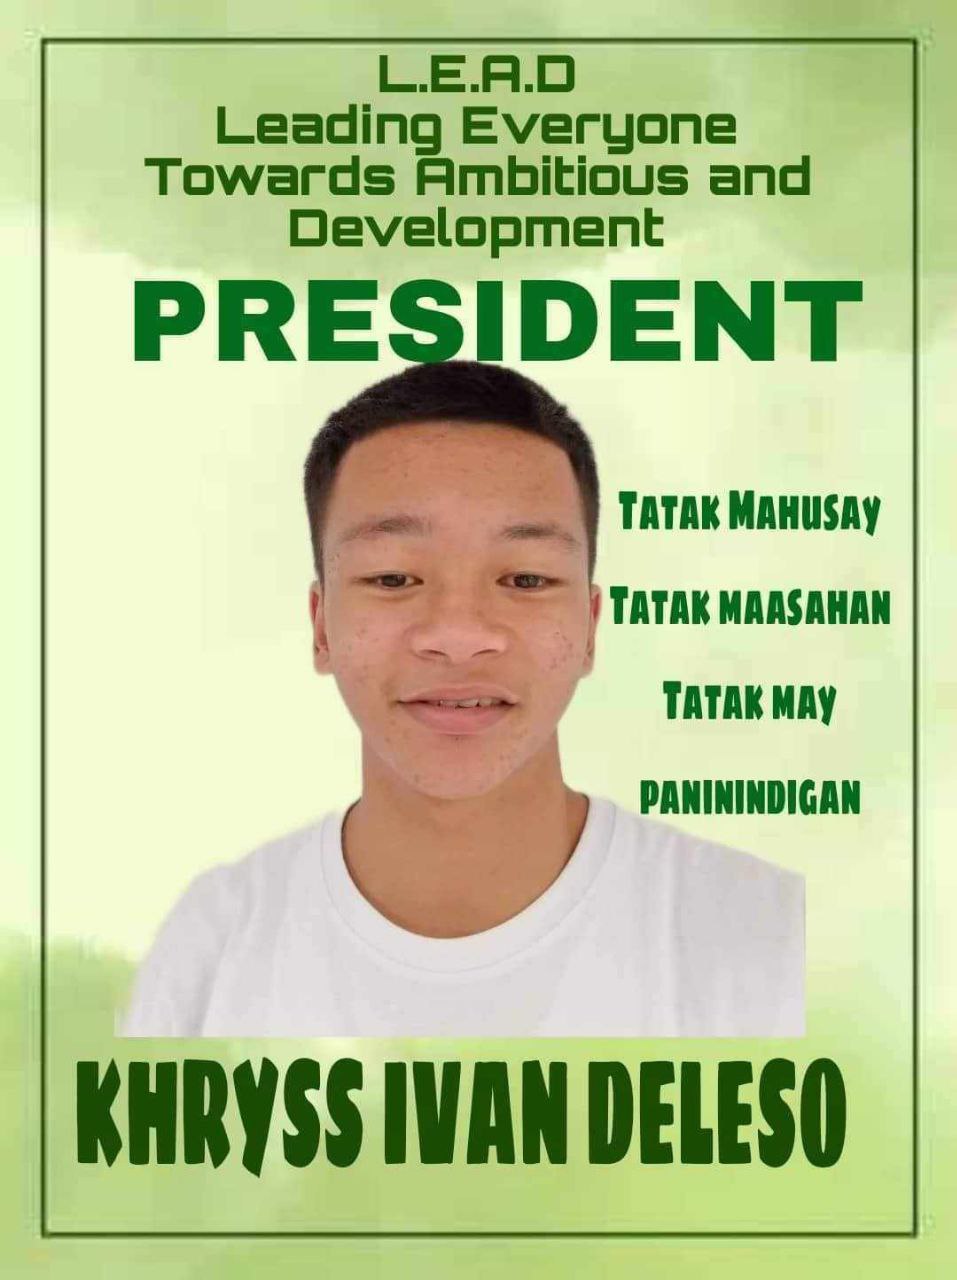 L.E.A.D
Leading Everyone
Towards Ambitious and
Development
PRESIDENT
Tatak Mahusay
Tatak maasahan
Tatak may
paninindigan
KHRYSS IVAN DELESO